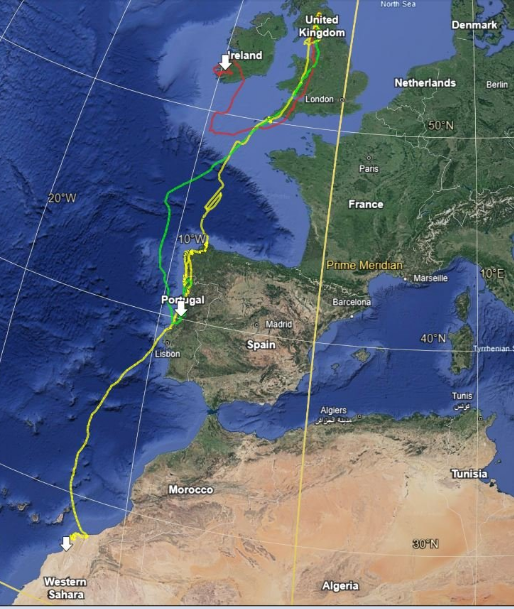 North Sea
United
Kingdom
Denmark
Ireland
Netherlands
Berlin
London
50°N
Paris
20°W
France
10°W
Prime Meridian
10°E
Marseille
Portugal
Barcelona
Madrid
40°N
Lisbon
Spain
Tyrrhenian S
Tunis
تونس
Algiers
مدينة الجزائر
Tunisia
Morocco
30°N
Western
Sahara
Algeria